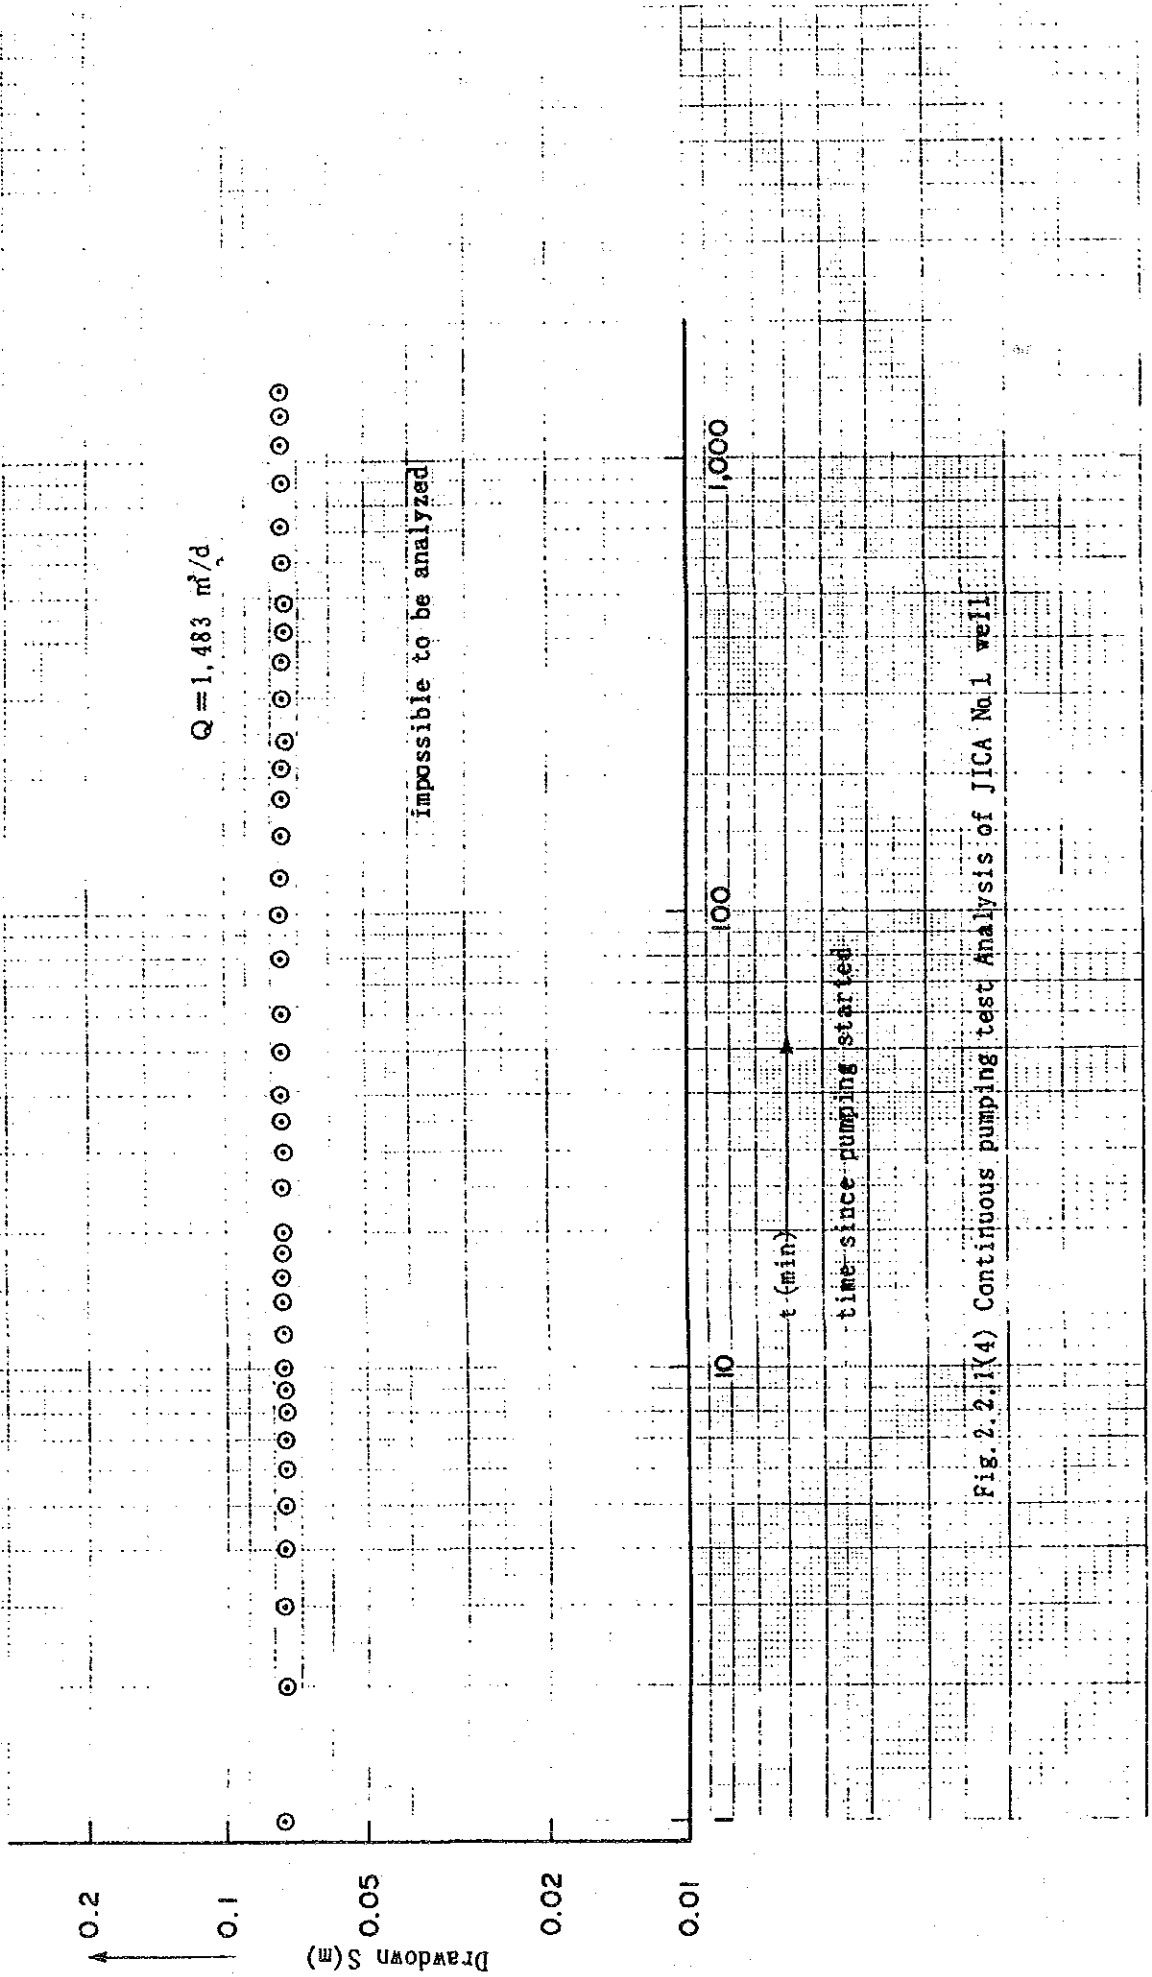 Q=1,483 m³/d
Impossible to be analyzed
Drawdown S(m)
0.2
0.1
0.05
0.02
0.01
1
10
100
1,000
t (min)
time since pumping started
Fig.2.2.1(4) Continuous pumping test Analysis of JICA No.1 well